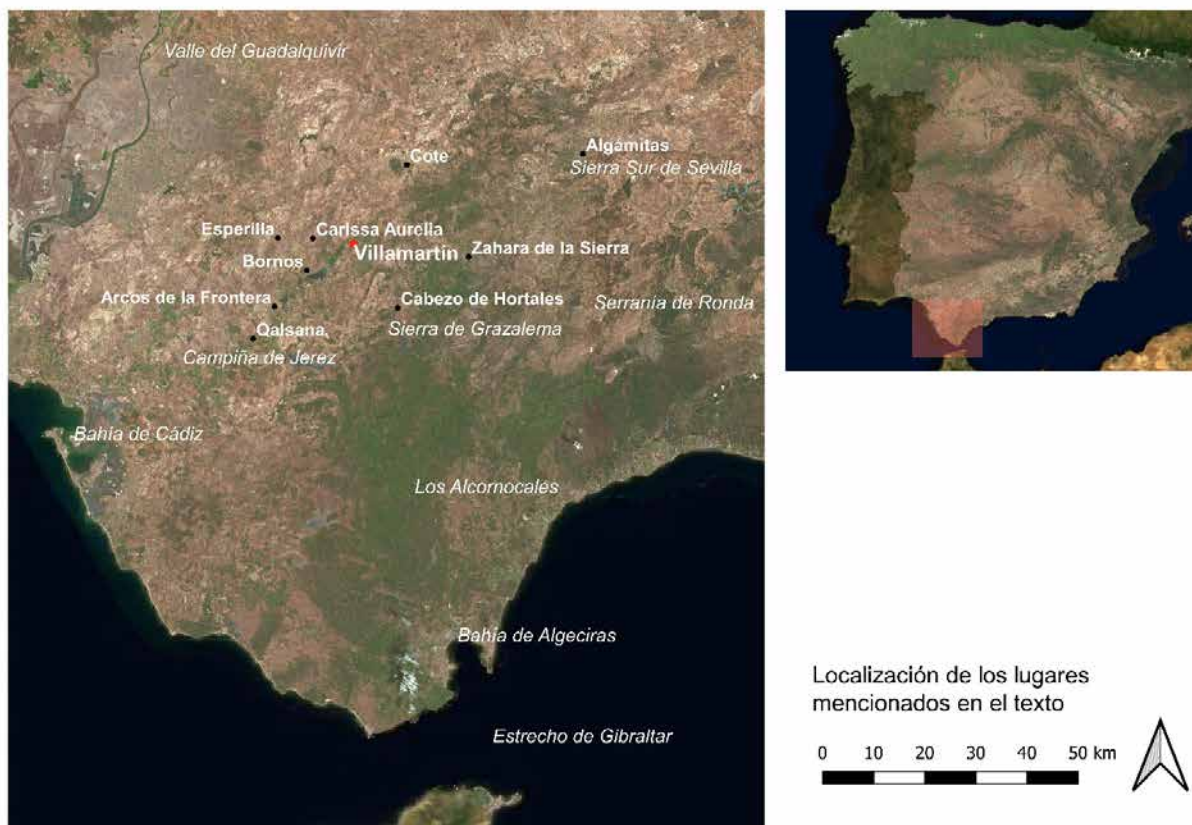 Valle del Guadalquivir
Algámitas
Cote
Sierra Sur de Sevilla
Esperilla
Carissa Aurelia
Villamartín
Zahara de la Sierra
Bornos
Arcos de la Frontera
Cabezo de Hortales
Serranía de Ronda
Sierra de Grazalema
Qalsana,
Campiña de Jerez
Bahía de Cádiz
Los Alcornocales
Bahía de Algeciras
Estrecho de Gibraltar
Localización de los lugares
mencionados en el texto
0 10 20 30 40 50 km